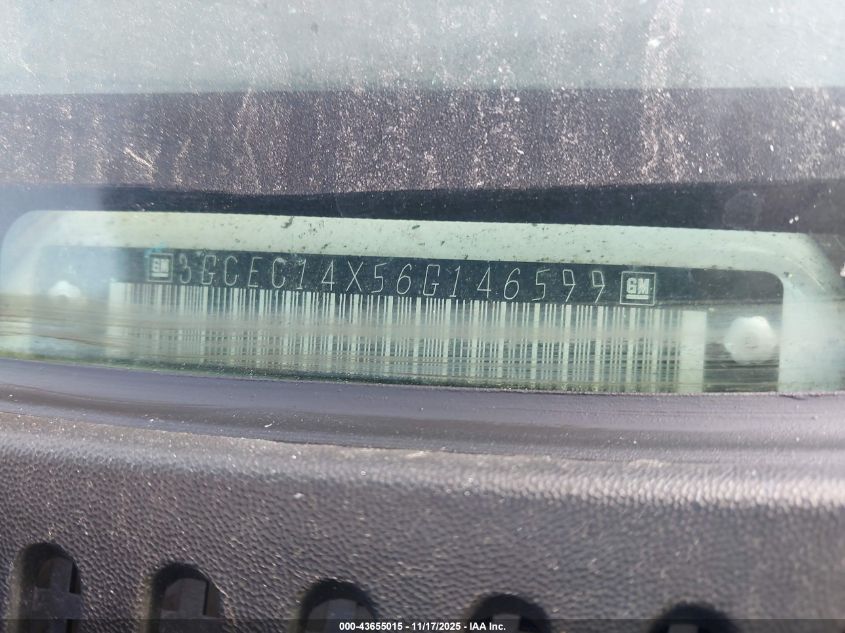 GM 3GCEC14X56G146599 GM
000-43655015 - 11/17/2025 - IAA Inc.